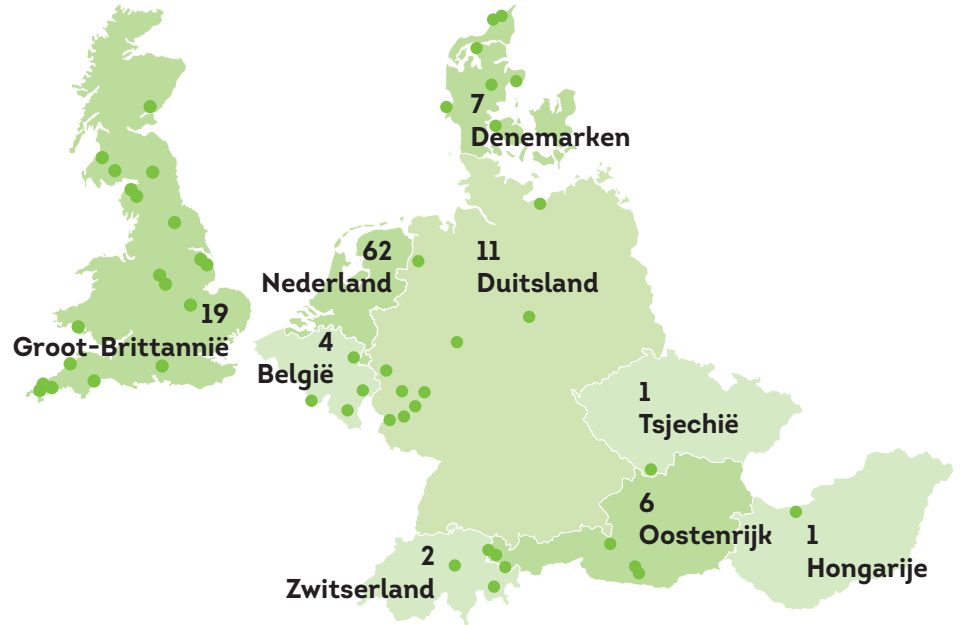 7
Denemarken
62
Nederland
11
Duitsland
19
Groot-Brittannië
4
België
1
Tsjechië
6
Oostenrijk
1
Hongarije
2
Zwitserland